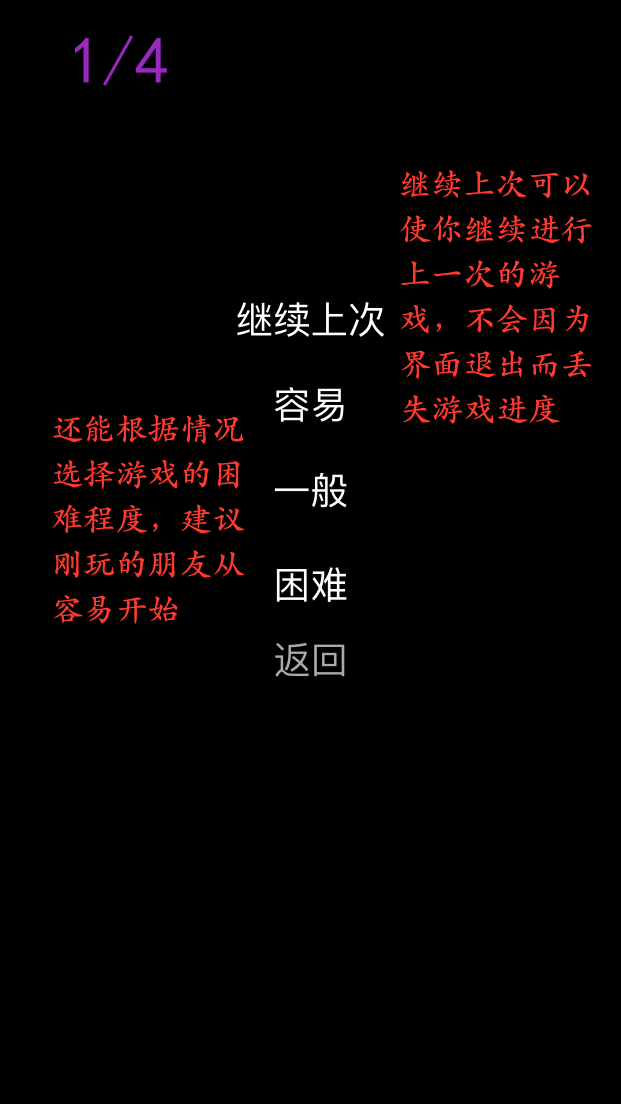 1/4
继续上次可以
使你继续进行
上一次的游
戏，不会因为
界面退出而丢
失游戏进度
继续上次
容易
一般
困难
返回
还能根据情况
选择游戏的困
难程度，建议
刚玩的朋友从
容易开始